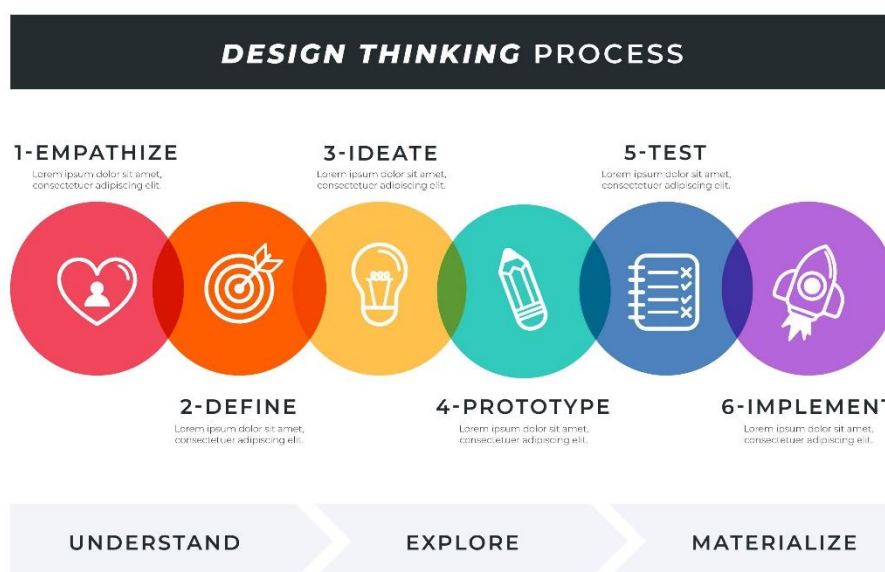 DESIGN THINKING PROCESS
1-EMPATHIZE
Lorem ipsum dolor sit amet,
consectetuer adipiscing elit.
3-IDEATE
Lorem ipsum dolor sit amet,
consectetuer adipiscing elit.
5-TEST
Lorem ipsum dolor sit amet,
consectetuer adipiscing elit.
2-DEFINE
Lorem ipsum dolor sit amet,
consectetuer adipiscing elit.
4-PROTOTYPE
Lorem ipsum dolor sit amet,
consectetuer adipiscing elit.
6-IMPLEMENT
Lorem ipsum dolor sit amet,
consectetuer adipiscing elit.
UNDERSTAND
EXPLORE
MATERIALIZE